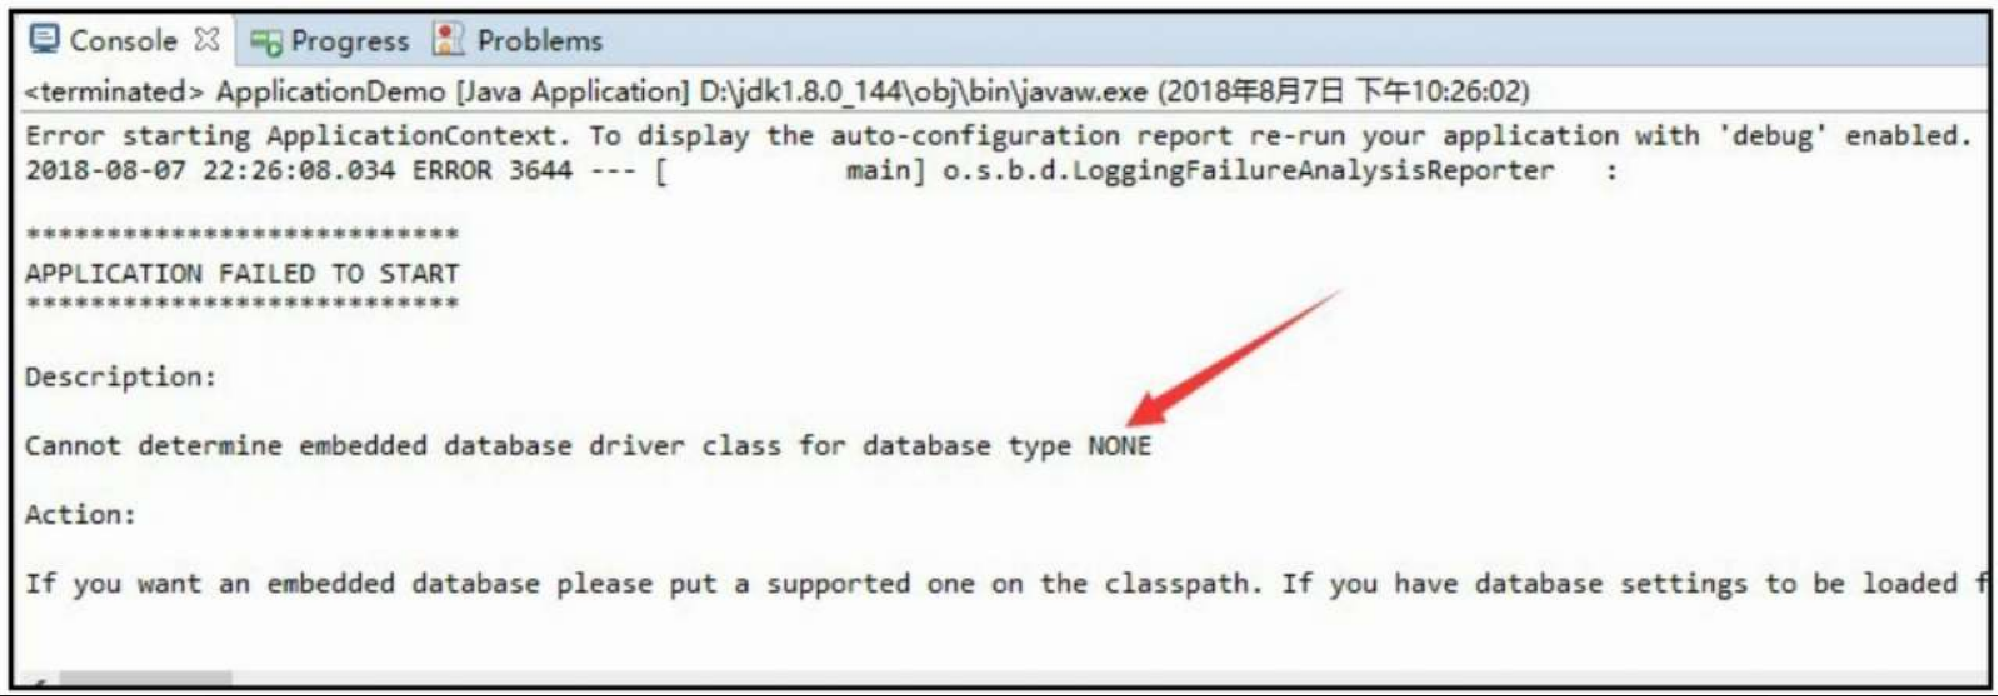 Console Progress Problems
<terminated> ApplicationDemo [Java Application] D:\jdk1.8.0_144\obj\bin\javaw.exe (2018年8月7日 下午10:26:02)
Error starting ApplicationContext. To display the auto-configuration report re-run your application with 'debug' enabled.
2018-08-07 22:26:08.034 ERROR 3644 --- [           main] o.s.b.d.LoggingFailureAnalysisReporter   :
***************************
APPLICATION FAILED TO START
***************************
Description:
Cannot determine embedded database driver class for database type NONE
Action:
If you want an embedded database please put a supported one on the classpath. If you have database settings to be loaded f